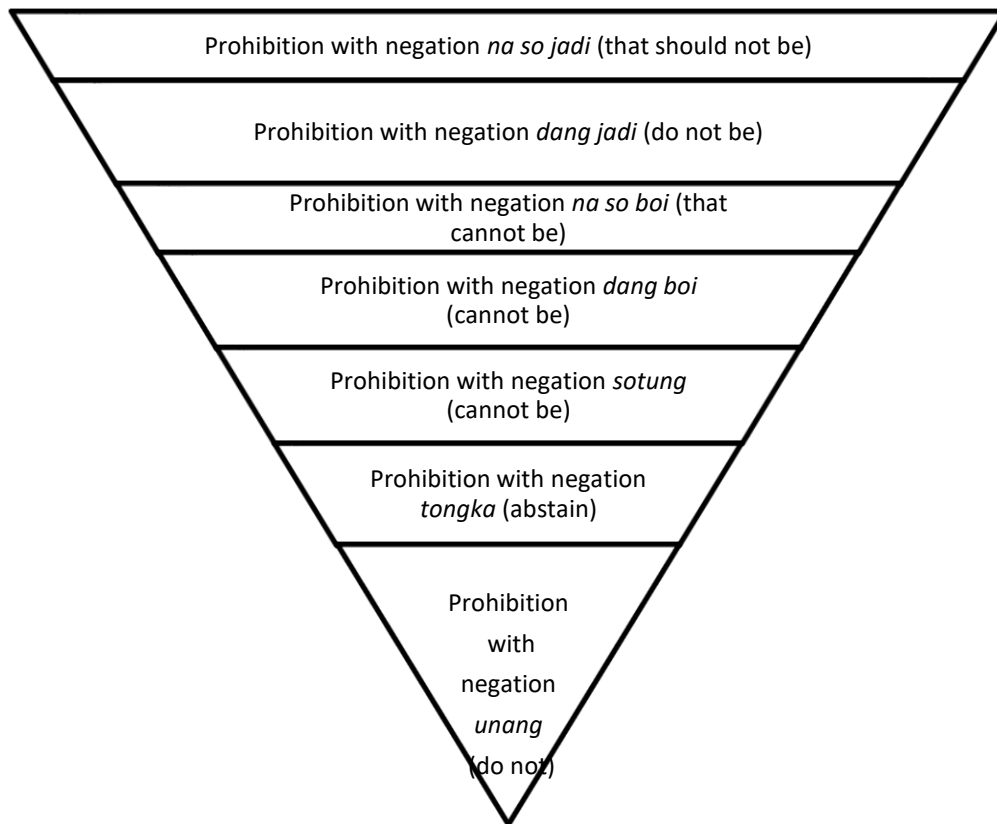 Prohibition with negation na so jadi (that should not be)
Prohibition with negation dang jadi (do not be)
Prohibition with negation na so boi (that
cannot be)
Prohibition with negation dang boi
(cannot be)
Prohibition with negation sotung
(cannot be)
Prohibition with negation
tongka (abstain)
Prohibition
with
negation
unang
(do not)